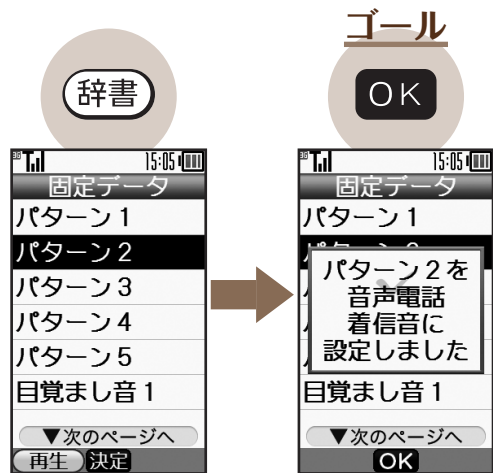 ゴール
辞書
OK
3G 15:05
固定データ
パターン1
パターン2
パターン3
パターン4
パターン5
目覚まし音1
▼次のページへ
再生 決定
3G 15:05
固定データ
パターン1
パターン2を
音声電話
着信音に
設定しました
目覚まし音1
▼次のページへ
OK